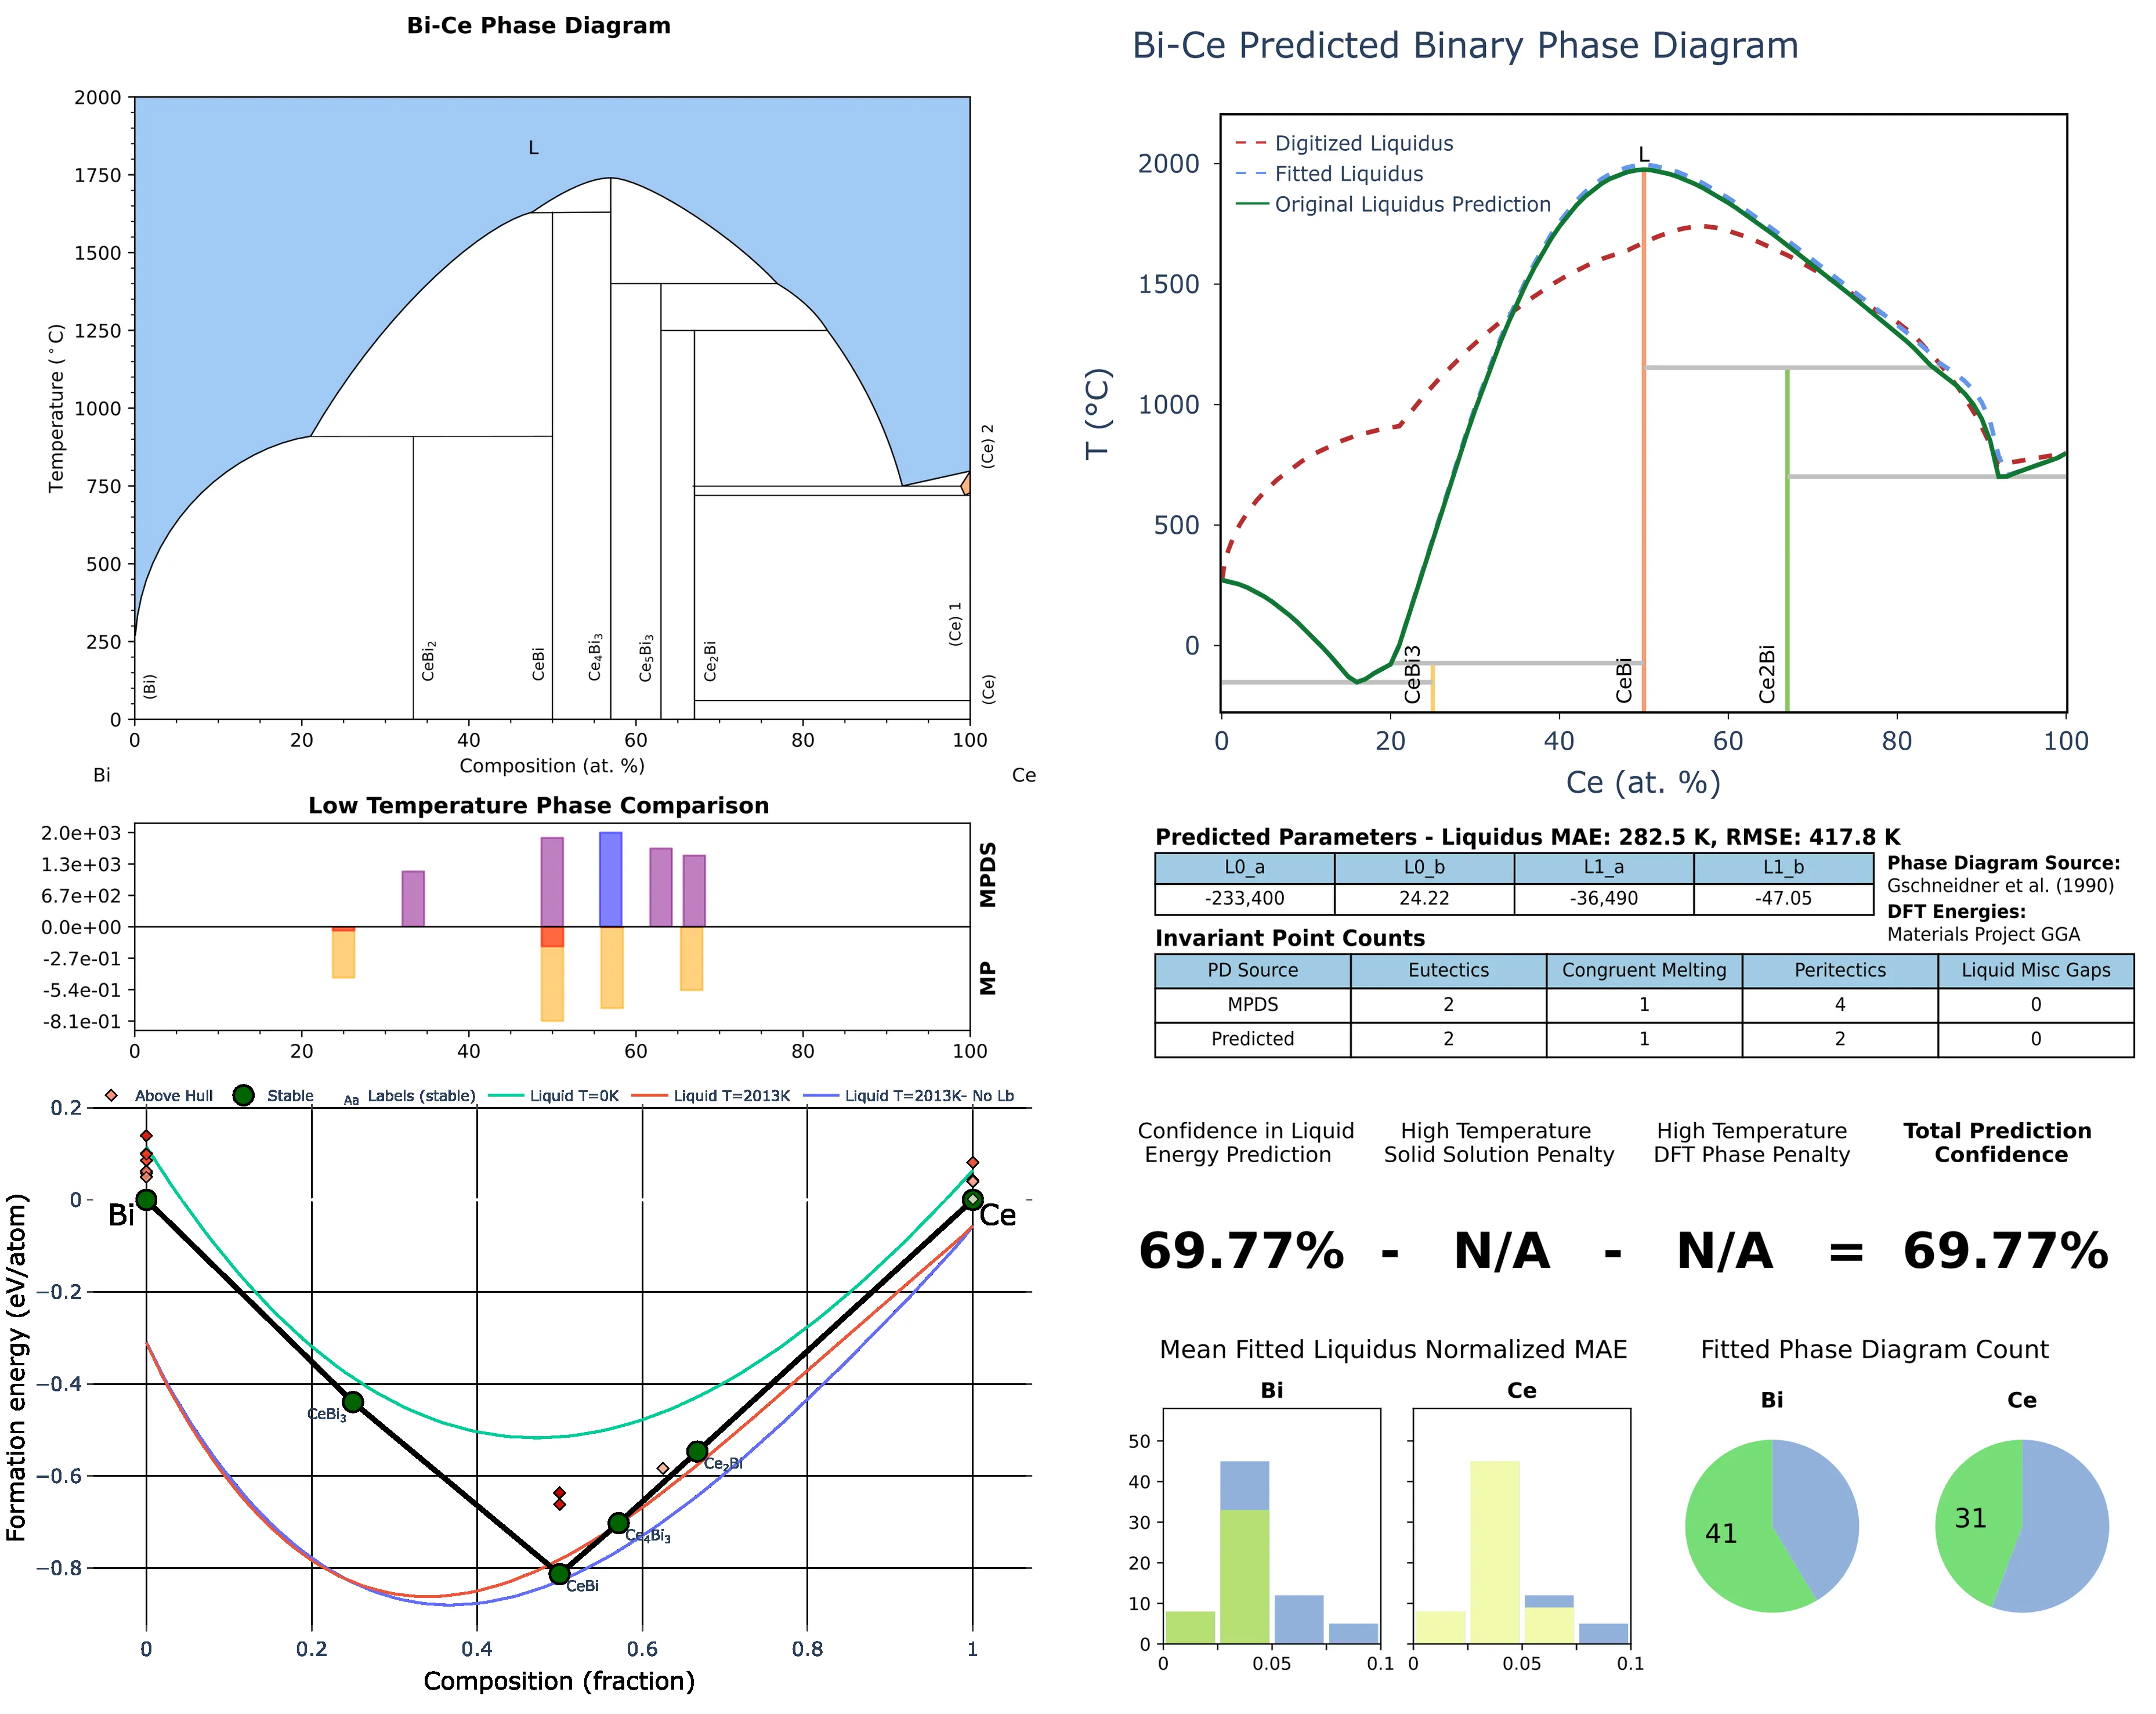 Bi-Ce Phase Diagram
2000
1750
1500
1250
1000
750
500
250
0
Temperature (°C)
L
(Bi)
CeBi2
CeBi
Ce4Bi3
Ce5Bi3
Ce2Bi
(Ce) 1
(Ce) 2
(Ce)
0 20 40 60 80 100
Composition (at. %)
Bi Ce
Low Temperature Phase Comparison
2.0e+03
1.3e+03
6.7e+02
0.0e+00
-2.7e-01
-5.4e-01
-8.1e-01
MPDS
MP
0 20 40 60 80 100
Above Hull Stable Aa Labels (stable) Liquid T=0K Liquid T=2013K Liquid T=2013K- No Lb
0.2
0
−0.2
−0.4
−0.6
−0.8
Formation energy (eV/atom)
Bi
Ce
CeBi3
Ce2Bi
Ce4Bi3
CeBi
0 0.2 0.4 0.6 0.8 1
Composition (fraction)
Bi-Ce Predicted Binary Phase Diagram
Digitized Liquidus
Fitted Liquidus
Original Liquidus Prediction
L
2000
1500
1000
500
0
T (°C)
CeBi3
CeBi
Ce2Bi
0 20 40 60 80 100
Ce (at. %)
Predicted Parameters - Liquidus MAE: 282.5 K, RMSE: 417.8 K
L0_a L0_b L1_a L1_b
-233,400 24.22 -36,490 -47.05
Phase Diagram Source:
Gschneidner et al. (1990)
DFT Energies:
Materials Project GGA
Invariant Point Counts
PD Source Eutectics Congruent Melting Peritectics Liquid Misc Gaps
MPDS 2 1 4 0
Predicted 2 1 2 0
Confidence in Liquid
Energy Prediction
High Temperature
Solid Solution Penalty
High Temperature
DFT Phase Penalty
Total Prediction
Confidence
69.77% - N/A - N/A = 69.77%
Mean Fitted Liquidus Normalized MAE
Bi
Ce
50
40
30
20
10
0
0 0.05 0.1
0 0.05 0.1
Fitted Phase Diagram Count
Bi
Ce
41
31